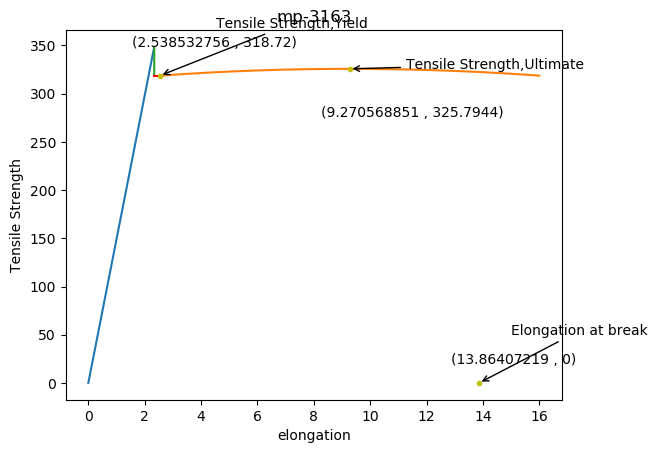 mp-3163
Tensile Strength,Yield
(2.538532756 , 318.72)
Tensile Strength,Ultimate
(9.270568851 , 325.7944)
Elongation at break
(13.86407219 , 0)
Tensile Strength
350
300
250
200
150
100
50
0
0 2 4 6 8 10 12 14 16
elongation